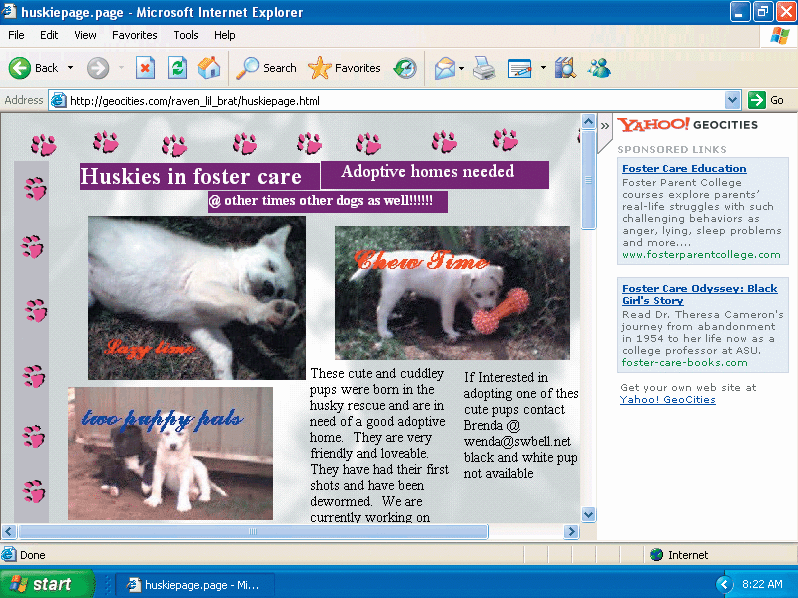 huskiepage.page - Microsoft Internet Explorer
File Edit View Favorites Tools Help
Back Search Favorites
Address http://geocities.com/raven_lil_brat/huskiepage.html Go
Huskies in foster care
Adoptive homes needed
@ other times other dogs as well!!!!!!
Lazy time
Chew Time
two puppy pals
These cute and cuddley
pups were born in the
husky rescue and are in
need of a good adoptive
home. They are very
friendly and loveable.
They have had their first
shots and have been
dewormed. We are
currently working on
If Interested in
adopting one of thes
cute pups contact
Brenda @
wenda@swbell.net
black and white pup
not available
»
YAHOO! GEOCITIES
SPONSORED LINKS
Foster Care Education
Foster Parent College
courses explore parents'
real-life struggles with such
challenging behaviors as
anger, lying, sleep problems
and more....
www.fosterparentcollege.com
Foster Care Odyssey: Black
Girl's Story
Read Dr. Theresa Cameron's
journey from abandonment
in 1954 to her life now as a
college professor at ASU.
foster-care-books.com
Get your own web site at
Yahoo! GeoCities
Done Internet
start huskiepage.page - Mi... 8:22 AM